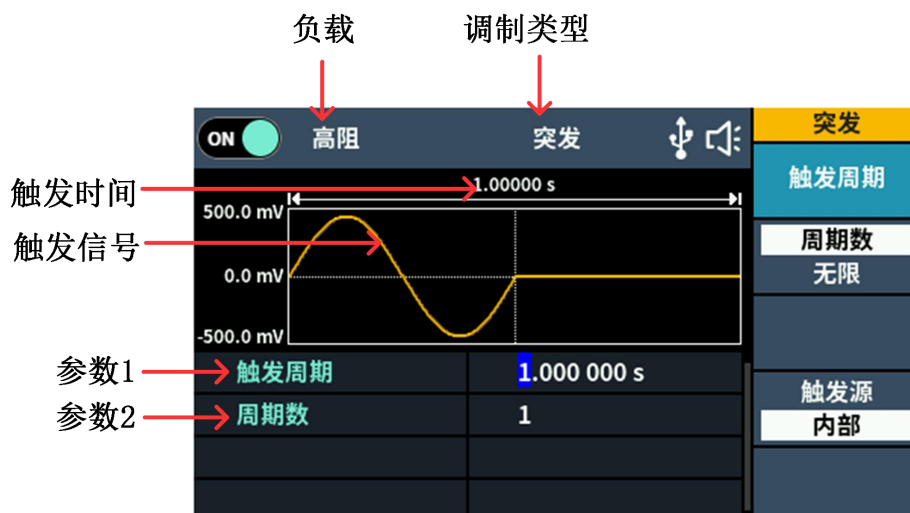 负载
调制类型
ON
高阻
突发
突发
触发时间
1.00000 s
触发周期
500.0 mV
触发信号
周期数
0.0 mV
无限
-500.0 mV
参数1
触发周期
1.000 000 s
触发源
参数2
周期数
1
内部